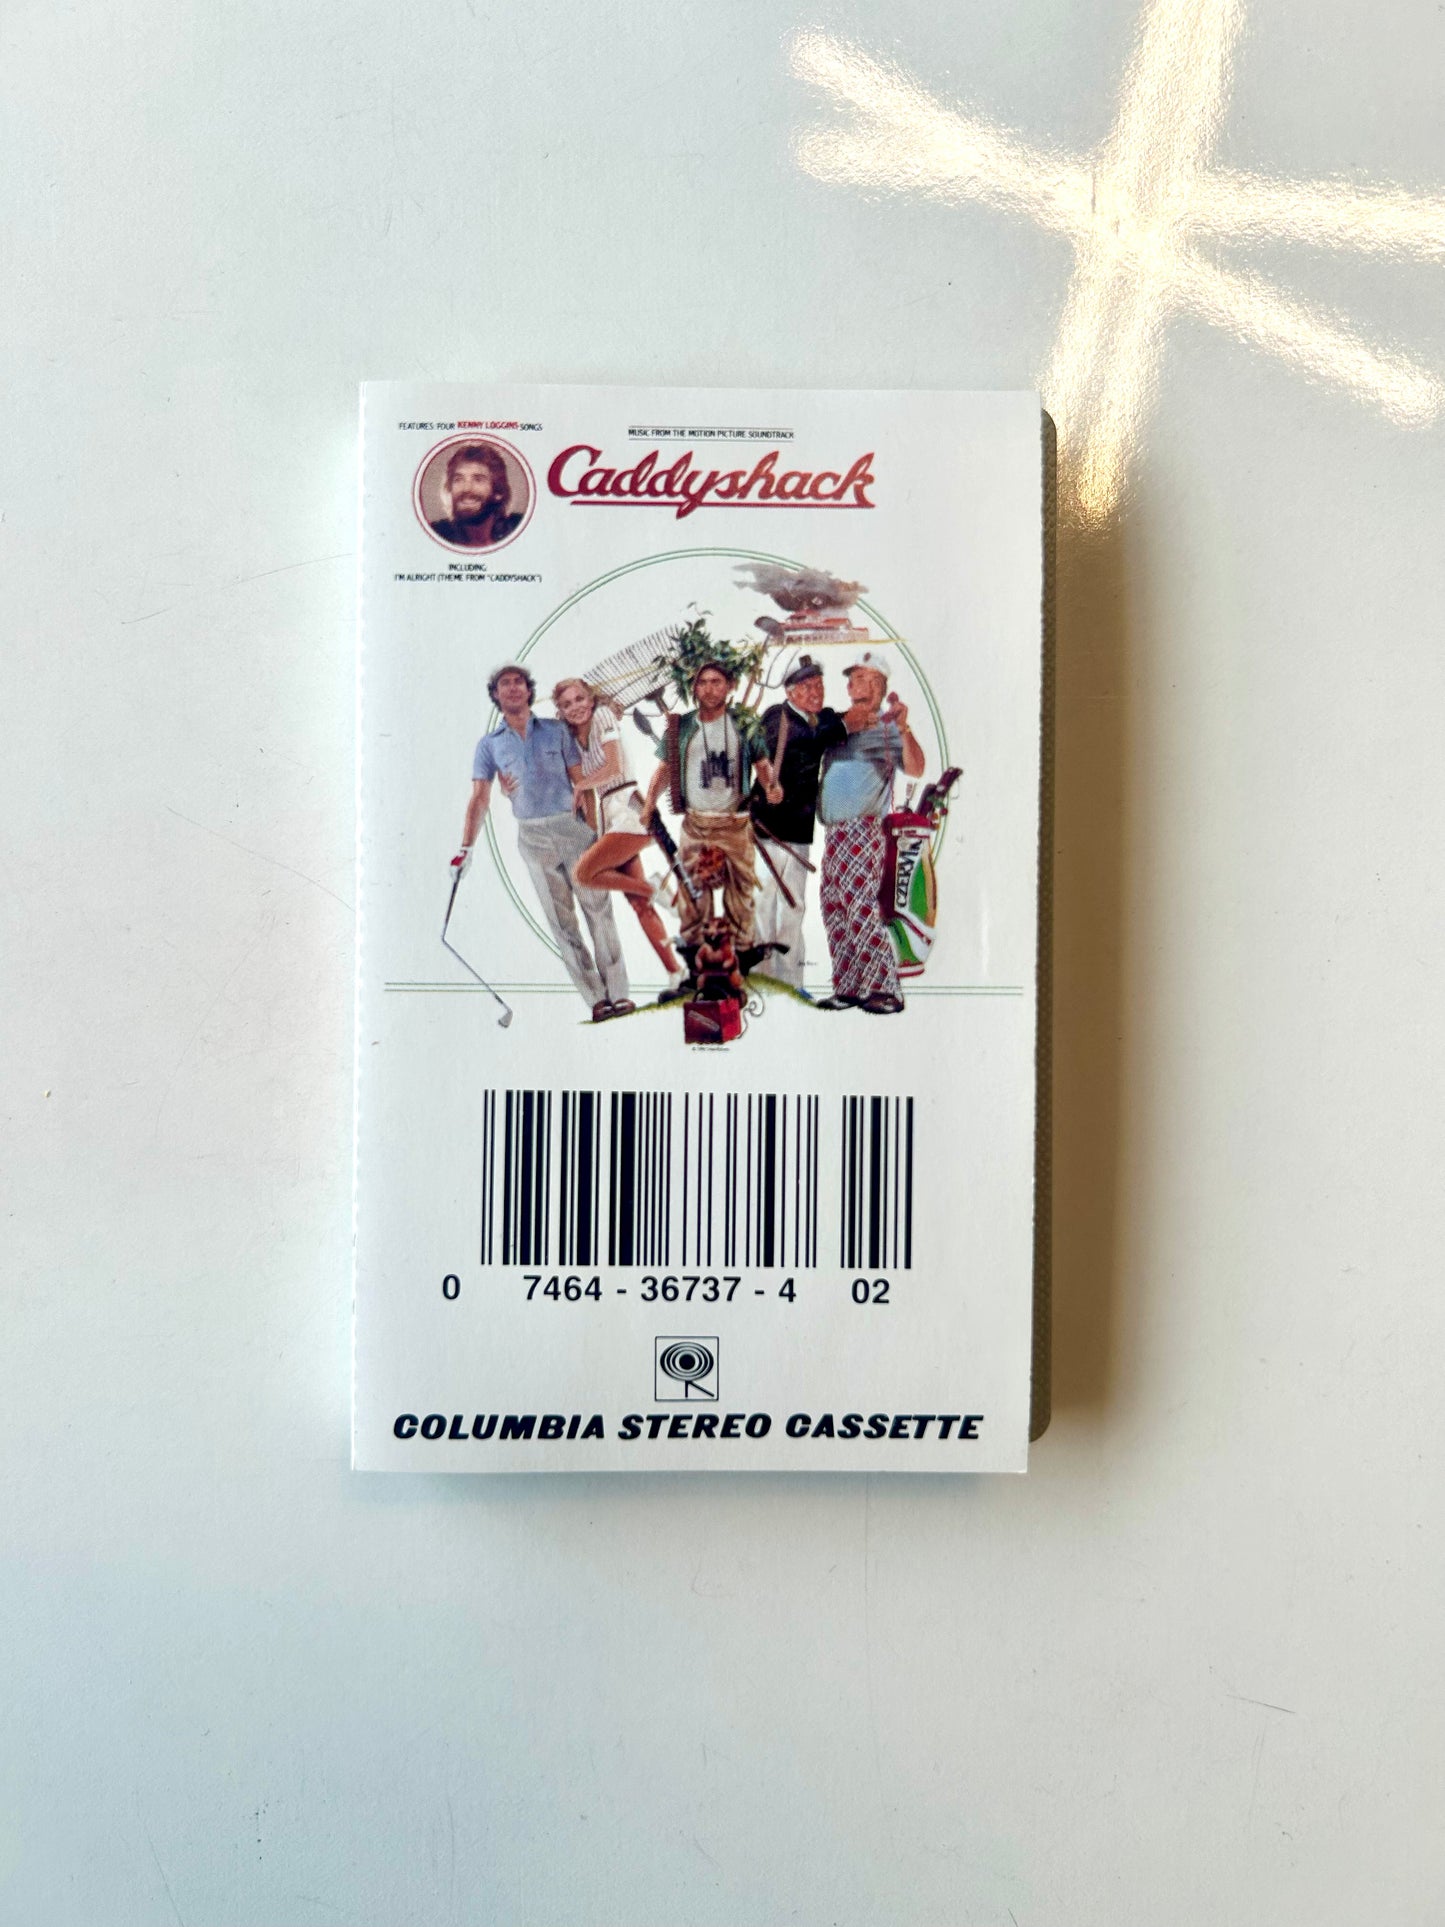 FEATURES FOUR KENNY LOGGINS SONGS
MUSIC FROM THE MOTION PICTURE SOUNDTRACK
Caddyshack
INCLUDING:
I'M ALRIGHT (THEME FROM "CADDYSHACK")
CZERVIK
0 7464 - 36737 - 4 02
COLUMBIA STEREO CASSETTE